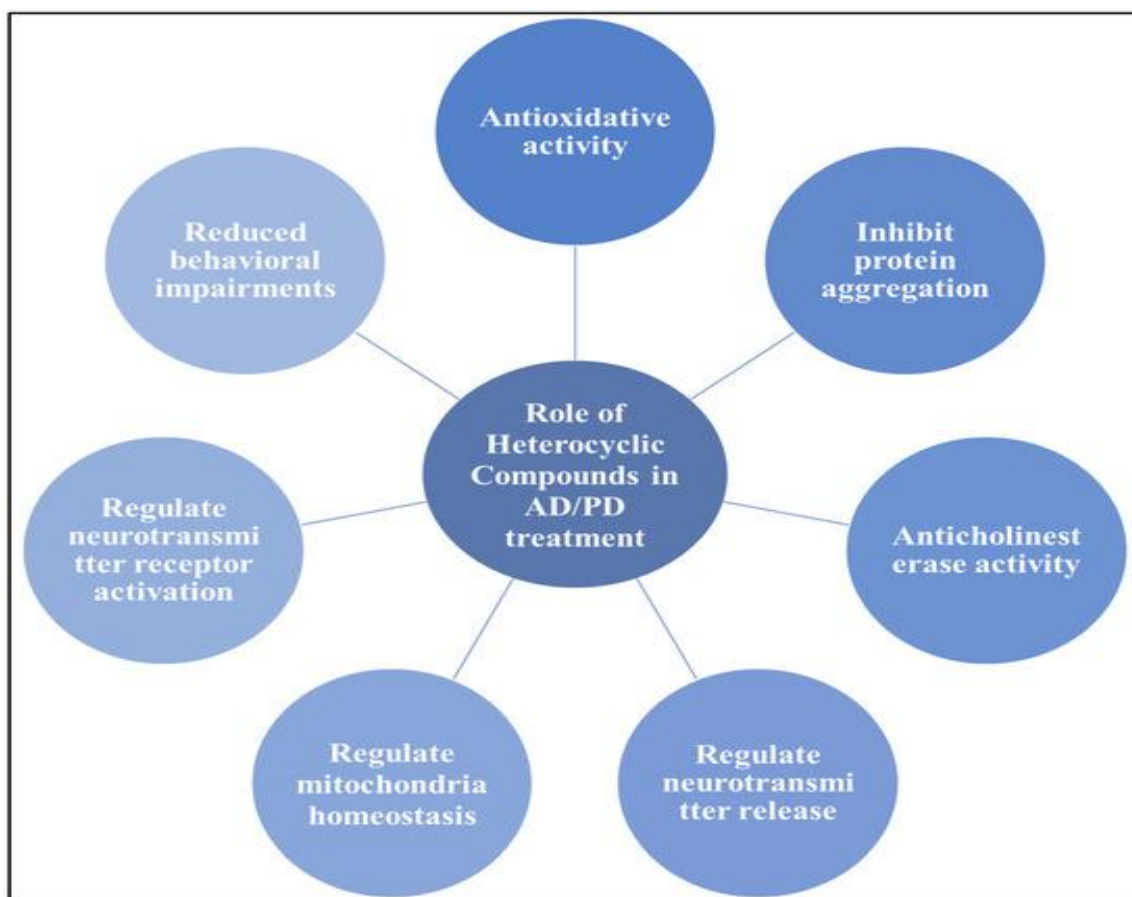 Antioxidative
activity
Inhibit
protein
aggregation
Anticholinest
erase activity
Regulate
neurotransmi
tter release
Regulate
mitochondria
homeostasis
Regulate
neurotransmi
tter receptor
activation
Reduced
behavioral
impairments
Role of
Heterocyclic
Compounds in
AD/PD
treatment